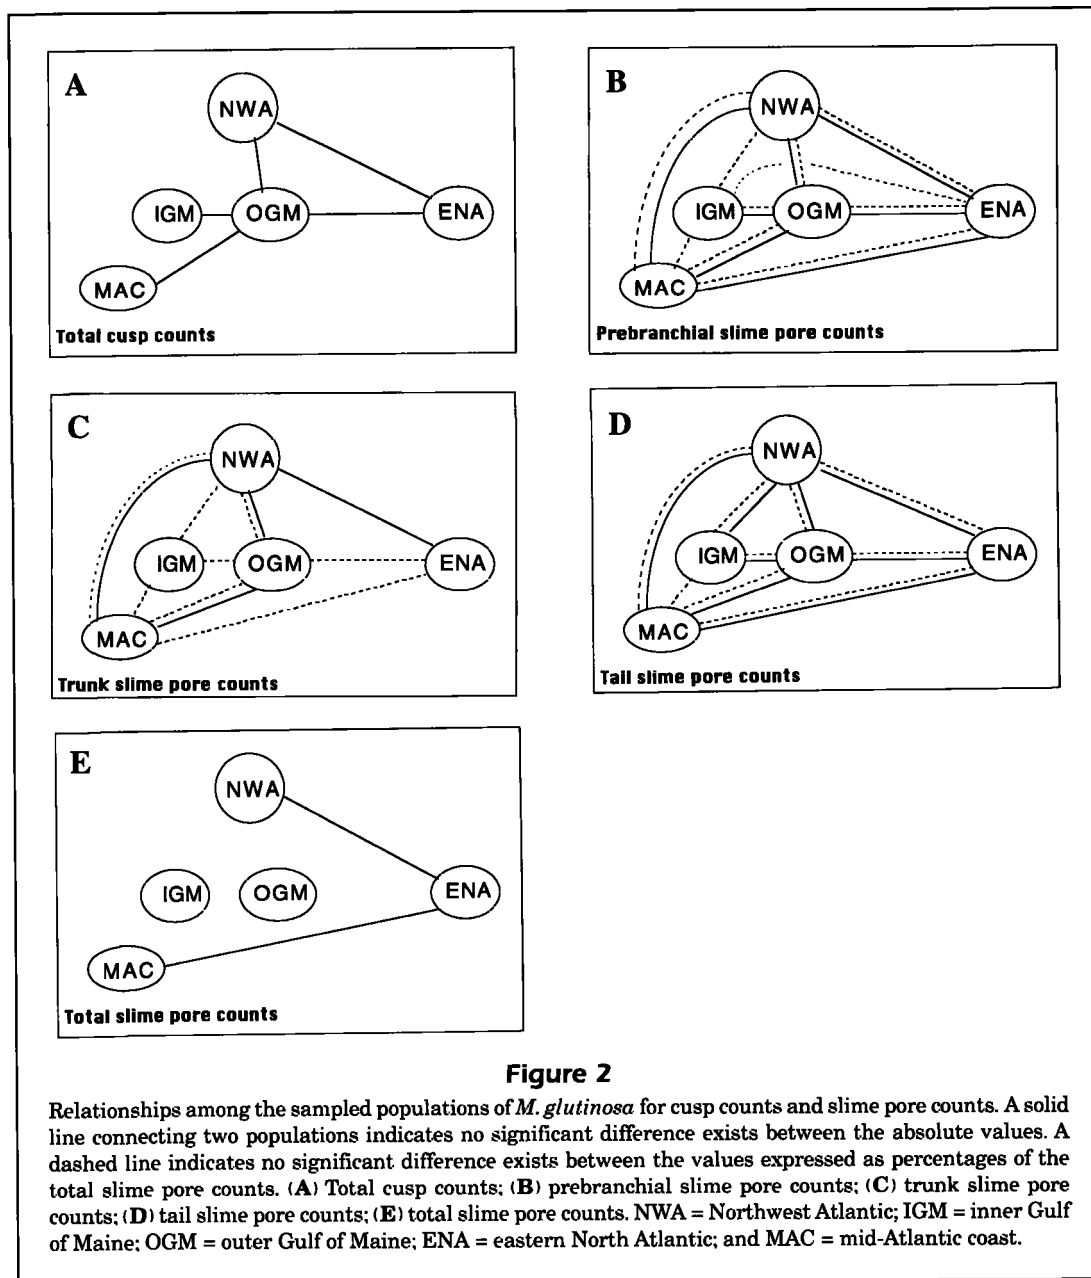 A
NWA
IGM
OGM
ENA
MAC
Total cusp counts
B
NWA
IGM
OGM
ENA
MAC
Prebranchial slime pore counts
C
NWA
IGM
OGM
ENA
MAC
Trunk slime pore counts
D
NWA
IGM
OGM
ENA
MAC
Tail slime pore counts
E
NWA
IGM
OGM
ENA
MAC
Total slime pore counts
Figure 2
Relationships among the sampled populations of M. glutinosa for cusp counts and slime pore counts. A solid
line connecting two populations indicates no significant difference exists between the absolute values. A
dashed line indicates no significant difference exists between the values expressed as percentages of the
total slime pore counts. (A) Total cusp counts; (B) prebranchial slime pore counts; (C) trunk slime pore
counts; (D) tail slime pore counts; (E) total slime pore counts. NWA = Northwest Atlantic; IGM = inner Gulf
of Maine; OGM = outer Gulf of Maine; ENA = eastern North Atlantic; and MAC = mid-Atlantic coast.